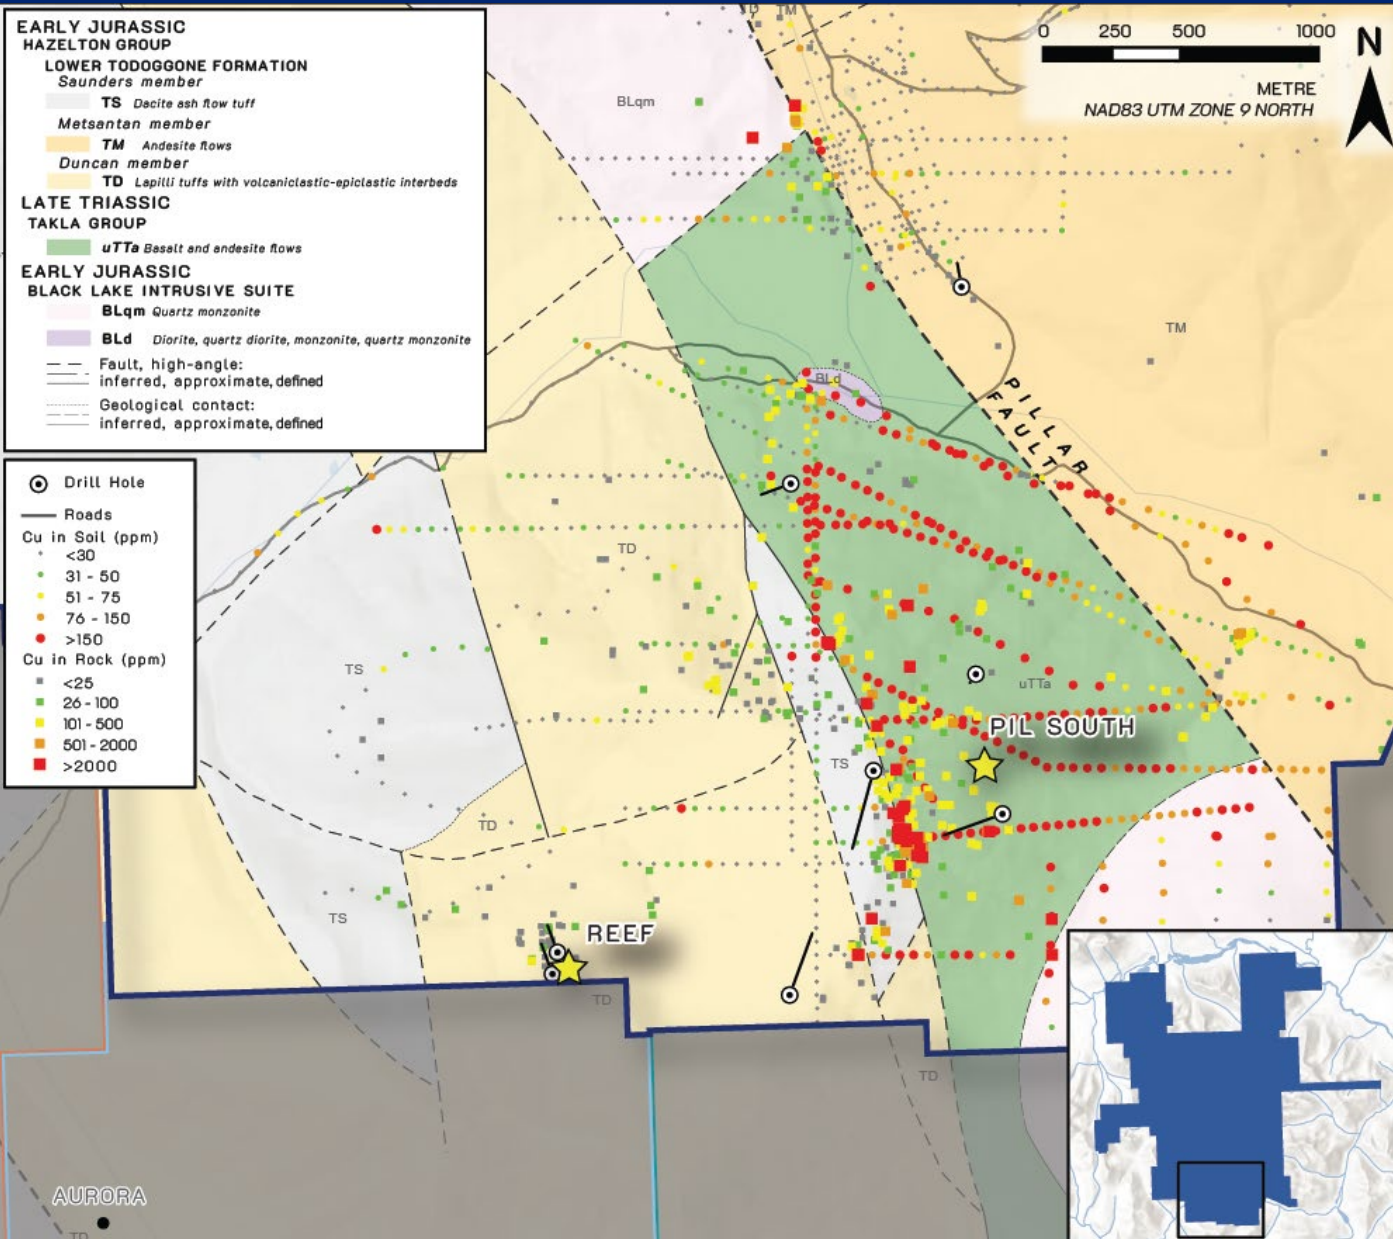 EARLY JURASSIC
HAZELTON GROUP
LOWER TODOGGONE FORMATION
Saunders member
TS Dacite ash flow tuff
Metsantan member
TM Andesite flows
Duncan member
TD Lapilli tuffs with volcaniclastic-epiclastic interbeds
LATE TRIASSIC
TAKLA GROUP
uTTa Basalt and andesite flows
EARLY JURASSIC
BLACK LAKE INTRUSIVE SUITE
BLqm Quartz monzonite
BLd Diorite, quartz diorite, monzonite, quartz monzonite
Fault, high-angle:
inferred, approximate, defined
Geological contact:
inferred, approximate, defined
Drill Hole
Roads
Cu in Soil (ppm)
<30
31 - 50
51 - 75
76 - 150
>150
Cu in Rock (ppm)
<25
26 - 100
101 - 500
501 - 2000
>2000
0 250 500 1000
METRE
NAD83 UTM ZONE 9 NORTH
N
TD
TM
BLqm
TM
BLd
PILLAR
FAULT
TD
TS
uTTa
PIL SOUTH
TS
TD
TS
REEF
TD
TD
AURORA
TD